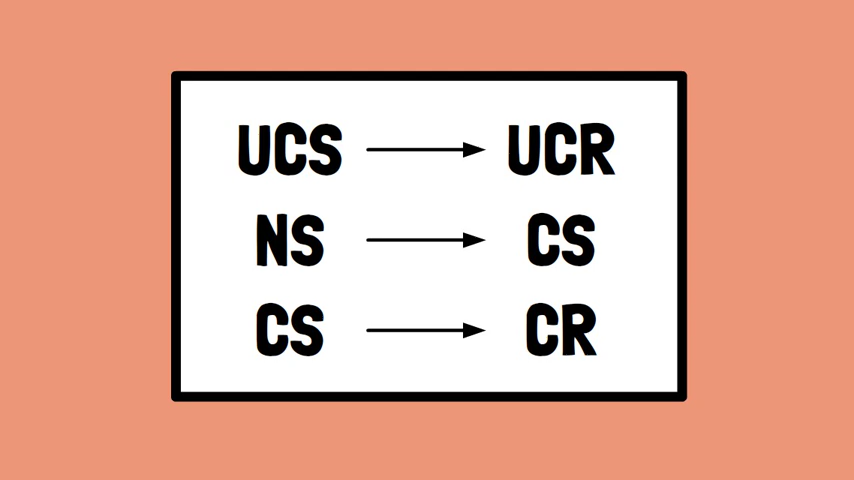 UCS → UCR
NS → CS
CS → CR